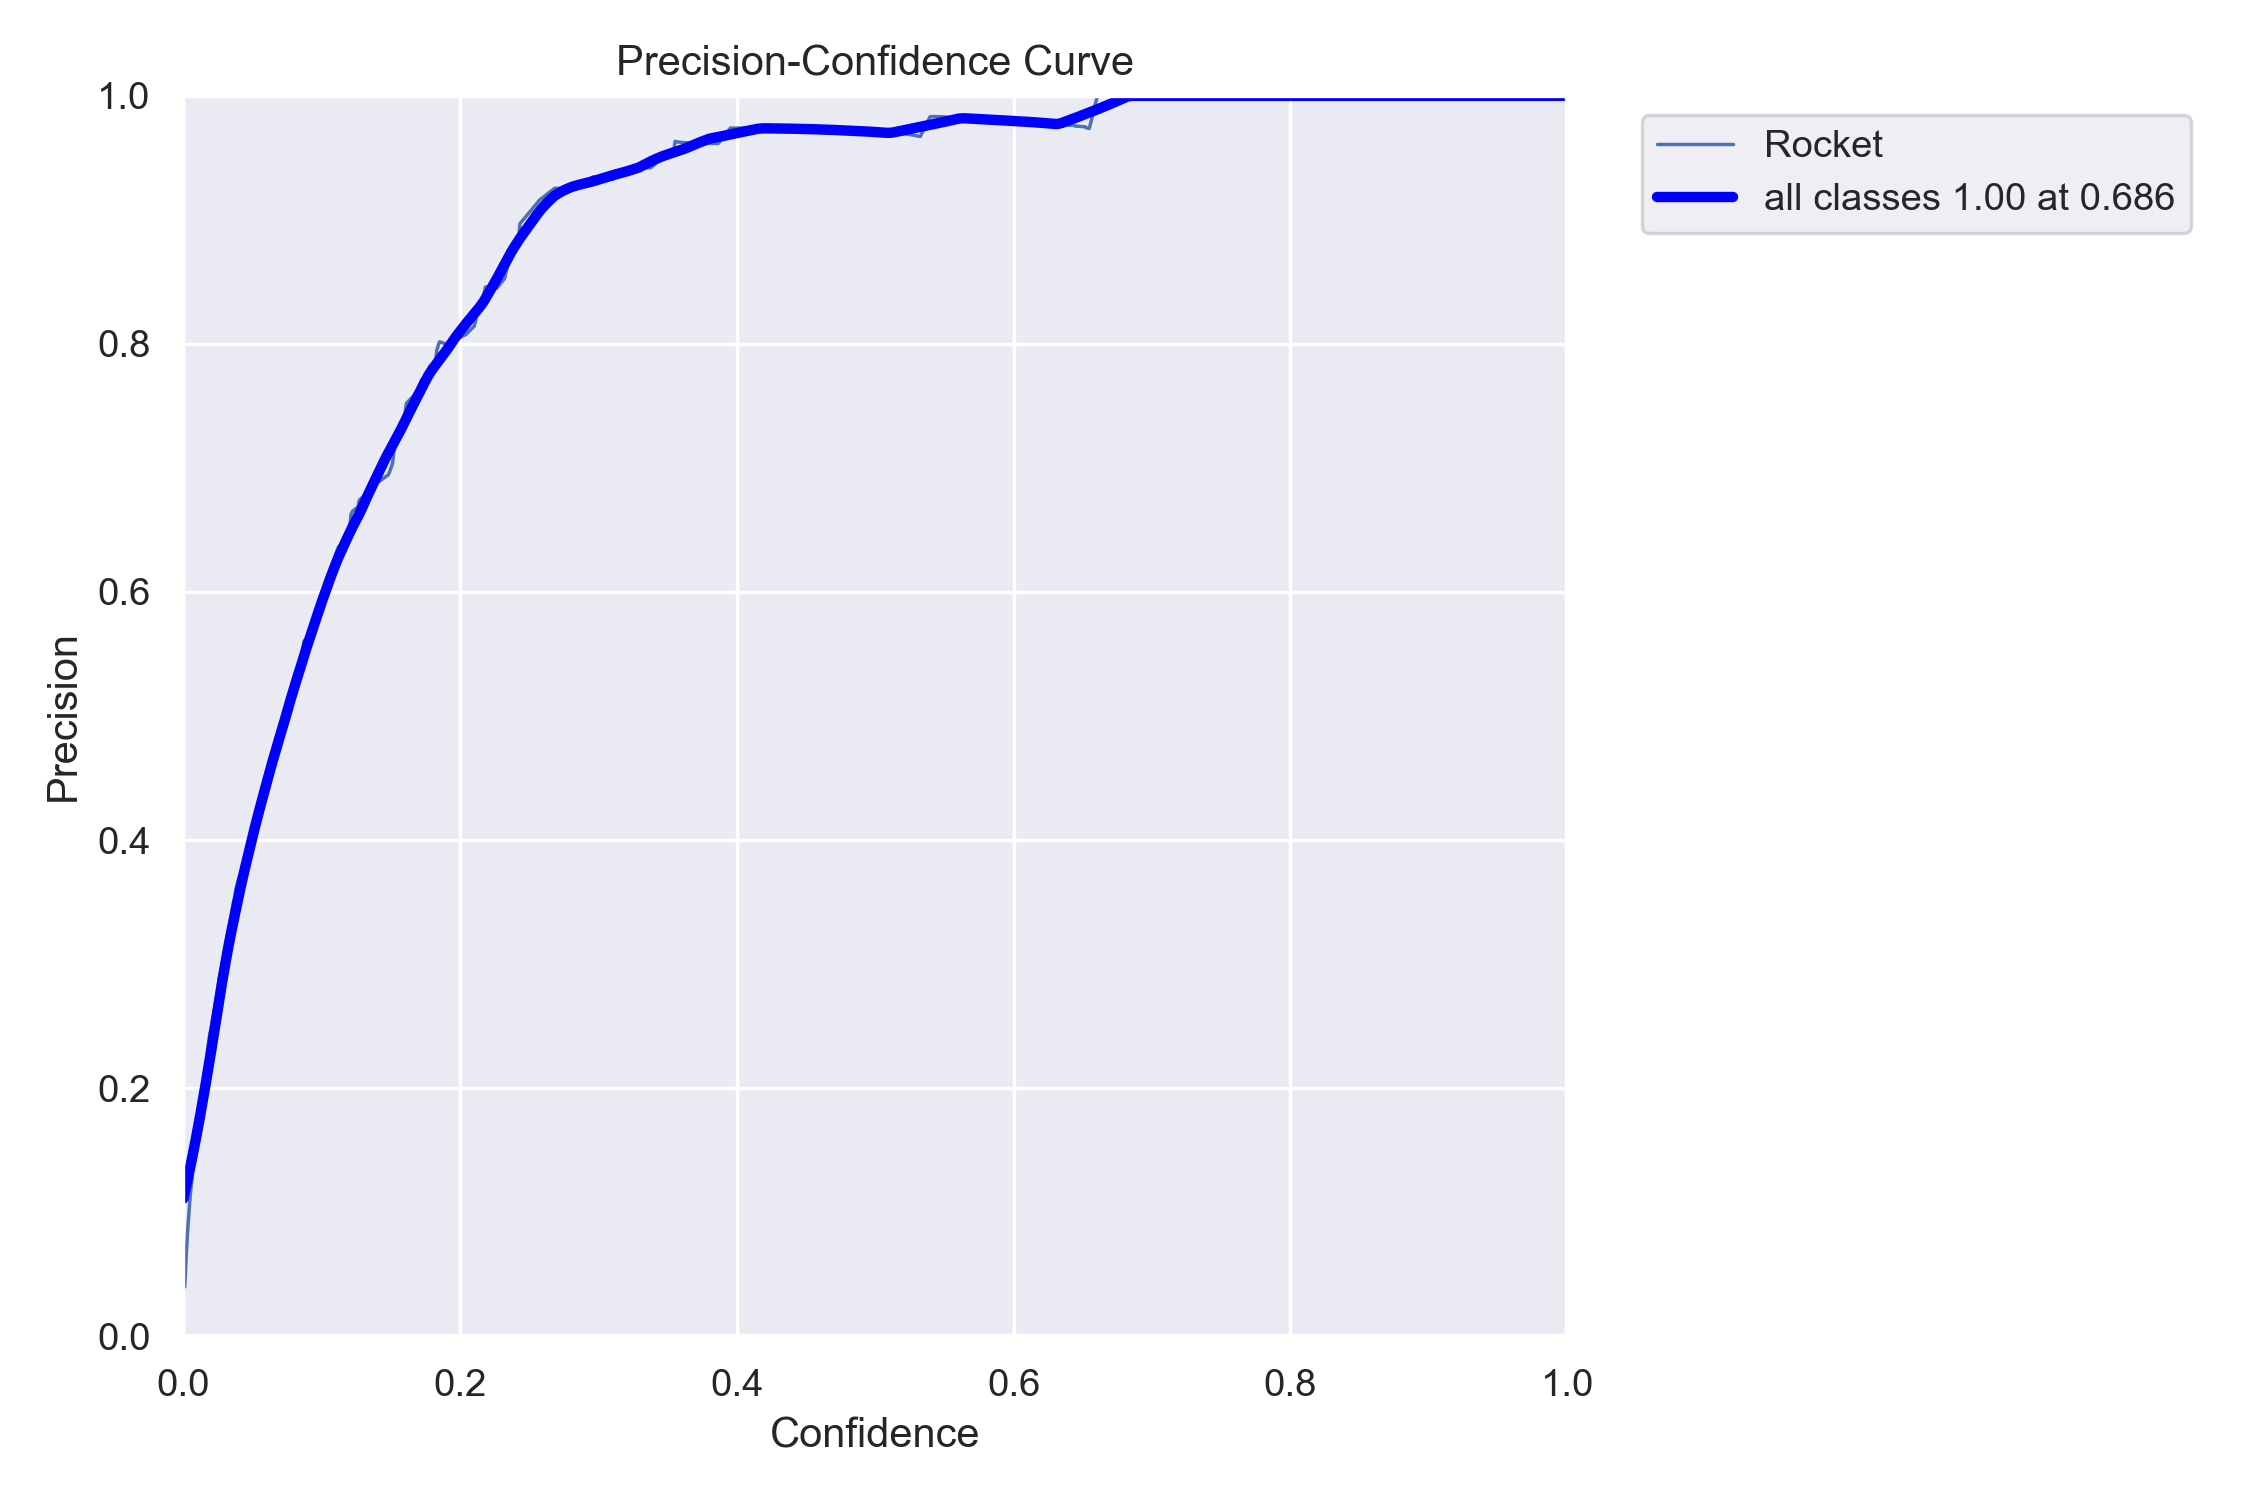 Precision-Confidence Curve
1.0
0.8
0.6
0.4
0.2
0.0
Precision
0.0 0.2 0.4 0.6 0.8 1.0
Confidence
Rocket
all classes 1.00 at 0.686